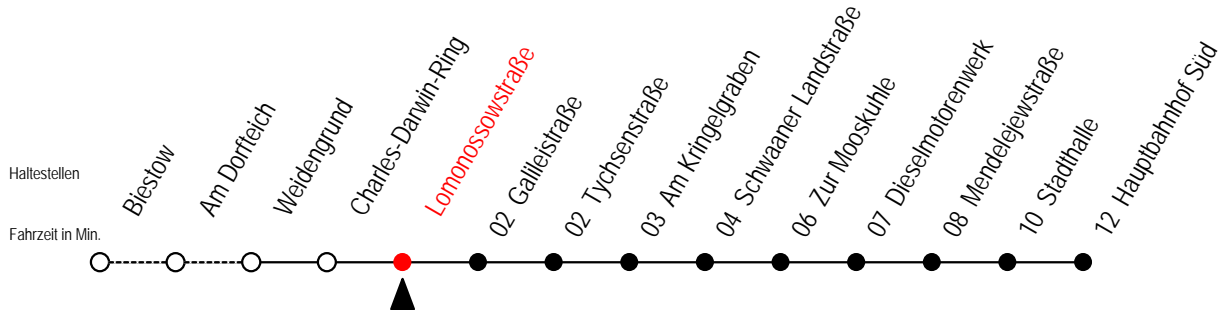 Haltestellen
Biestow
Am Dorfteich
Weidengrund
Charles-Darwin-Ring
Lomonossowstraße
02 Galileistraße
02 Tychsenstraße
03 Am Kringelgraben
04 Schwaaner Landstraße
06 Zur Mooskuhle
07 Dieselmotorenwerk
08 Mendelejewstraße
10 Stadthalle
12 Hauptbahnhof Süd
Fahrzeit in Min.